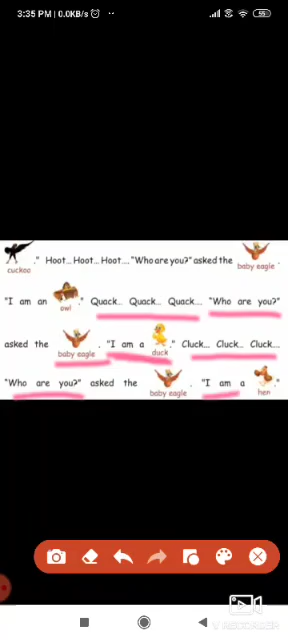 3:35 PM | 0.0KB/s
55
." Hoot... Hoot... Hoot.... "Who are you?" asked the
cuckoo
baby eagle
"I am an ." Quack... Quack... Quack.... "Who are you?"
owl
asked the . "I am a ." Cluck... Cluck... Cluck....
baby eagle
duck
"Who are you?" asked the . "I am a ."
baby eagle
hen
V RECORDER